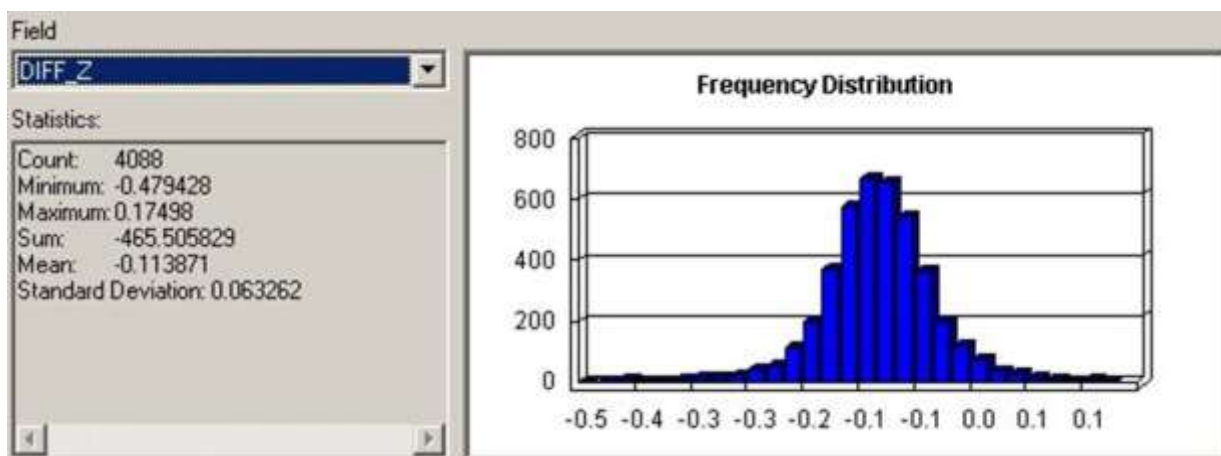 Field
DIFF_Z
Statistics:
Count: 4088
Minimum: -0.479428
Maximum: 0.17498
Sum: -465.505829
Mean: -0.113871
Standard Deviation: 0.063262
Frequency Distribution
800
600
400
200
0
-0.5 -0.4 -0.3 -0.3 -0.2 -0.1 -0.1 0.0 0.1 0.1